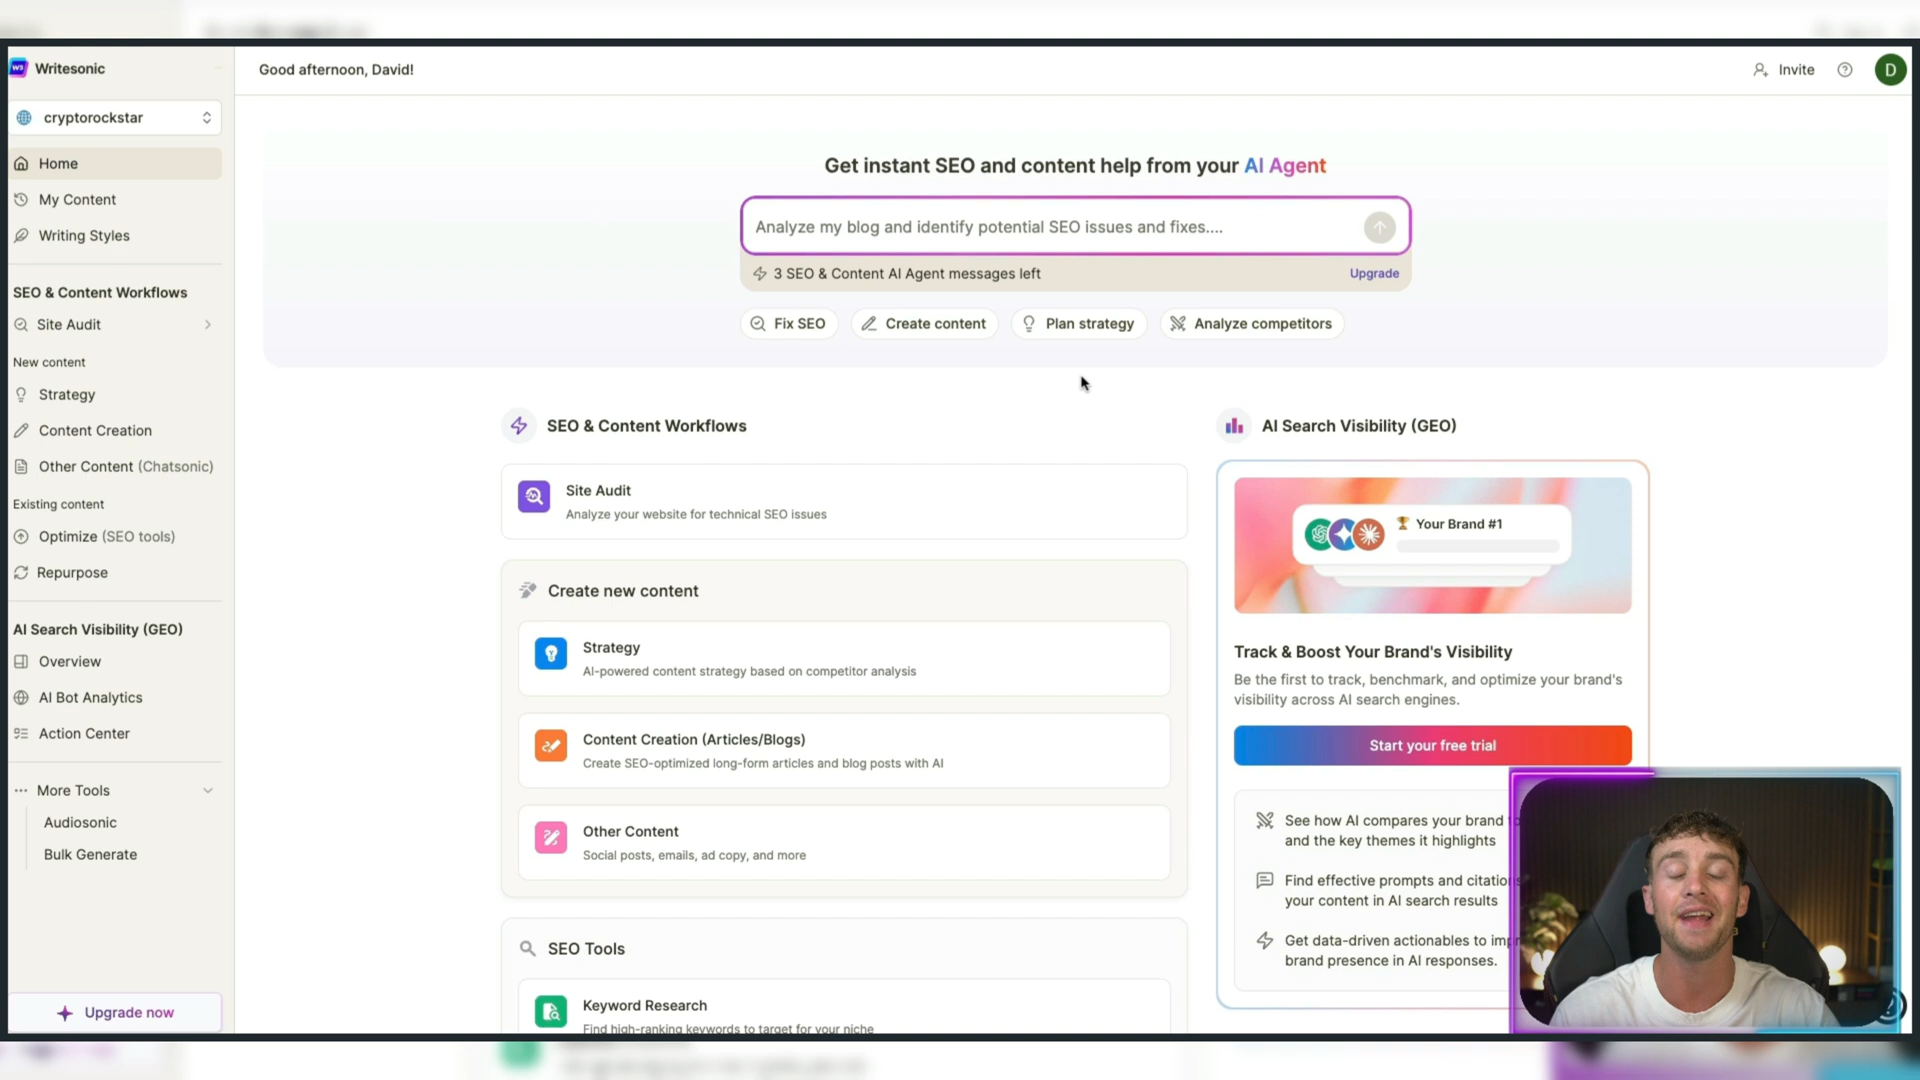 Writesonic
cryptorockstar
Home
My Content
Writing Styles
SEO & Content Workflows
Site Audit
New content
Strategy
Content Creation
Other Content (Chatsonic)
Existing content
Optimize (SEO tools)
Repurpose
AI Search Visibility (GEO)
Overview
AI Bot Analytics
Action Center
More Tools
Audiosonic
Bulk Generate
Upgrade now
Good afternoon, David!
Invite
D
Get instant SEO and content help from your AI Agent
Analyze my blog and identify potential SEO issues and fixes....
3 SEO & Content AI Agent messages left
Upgrade
Fix SEO
Create content
Plan strategy
Analyze competitors
SEO & Content Workflows
Site Audit
Analyze your website for technical SEO issues
Create new content
Strategy
AI-powered content strategy based on competitor analysis
Content Creation (Articles/Blogs)
Create SEO-optimized long-form articles and blog posts with AI
Other Content
Social posts, emails, ad copy, and more
SEO Tools
Keyword Research
Find high-ranking keywords to target for your niche
AI Search Visibility (GEO)
Your Brand #1
Track & Boost Your Brand's Visibility
Be the first to track, benchmark, and optimize your brand's
visibility across AI search engines.
Start your free trial
See how AI compares your brand
and the key themes it highlights
Find effective prompts and
your content in AI search results
Get data-driven actionables to
brand presence in AI responses.